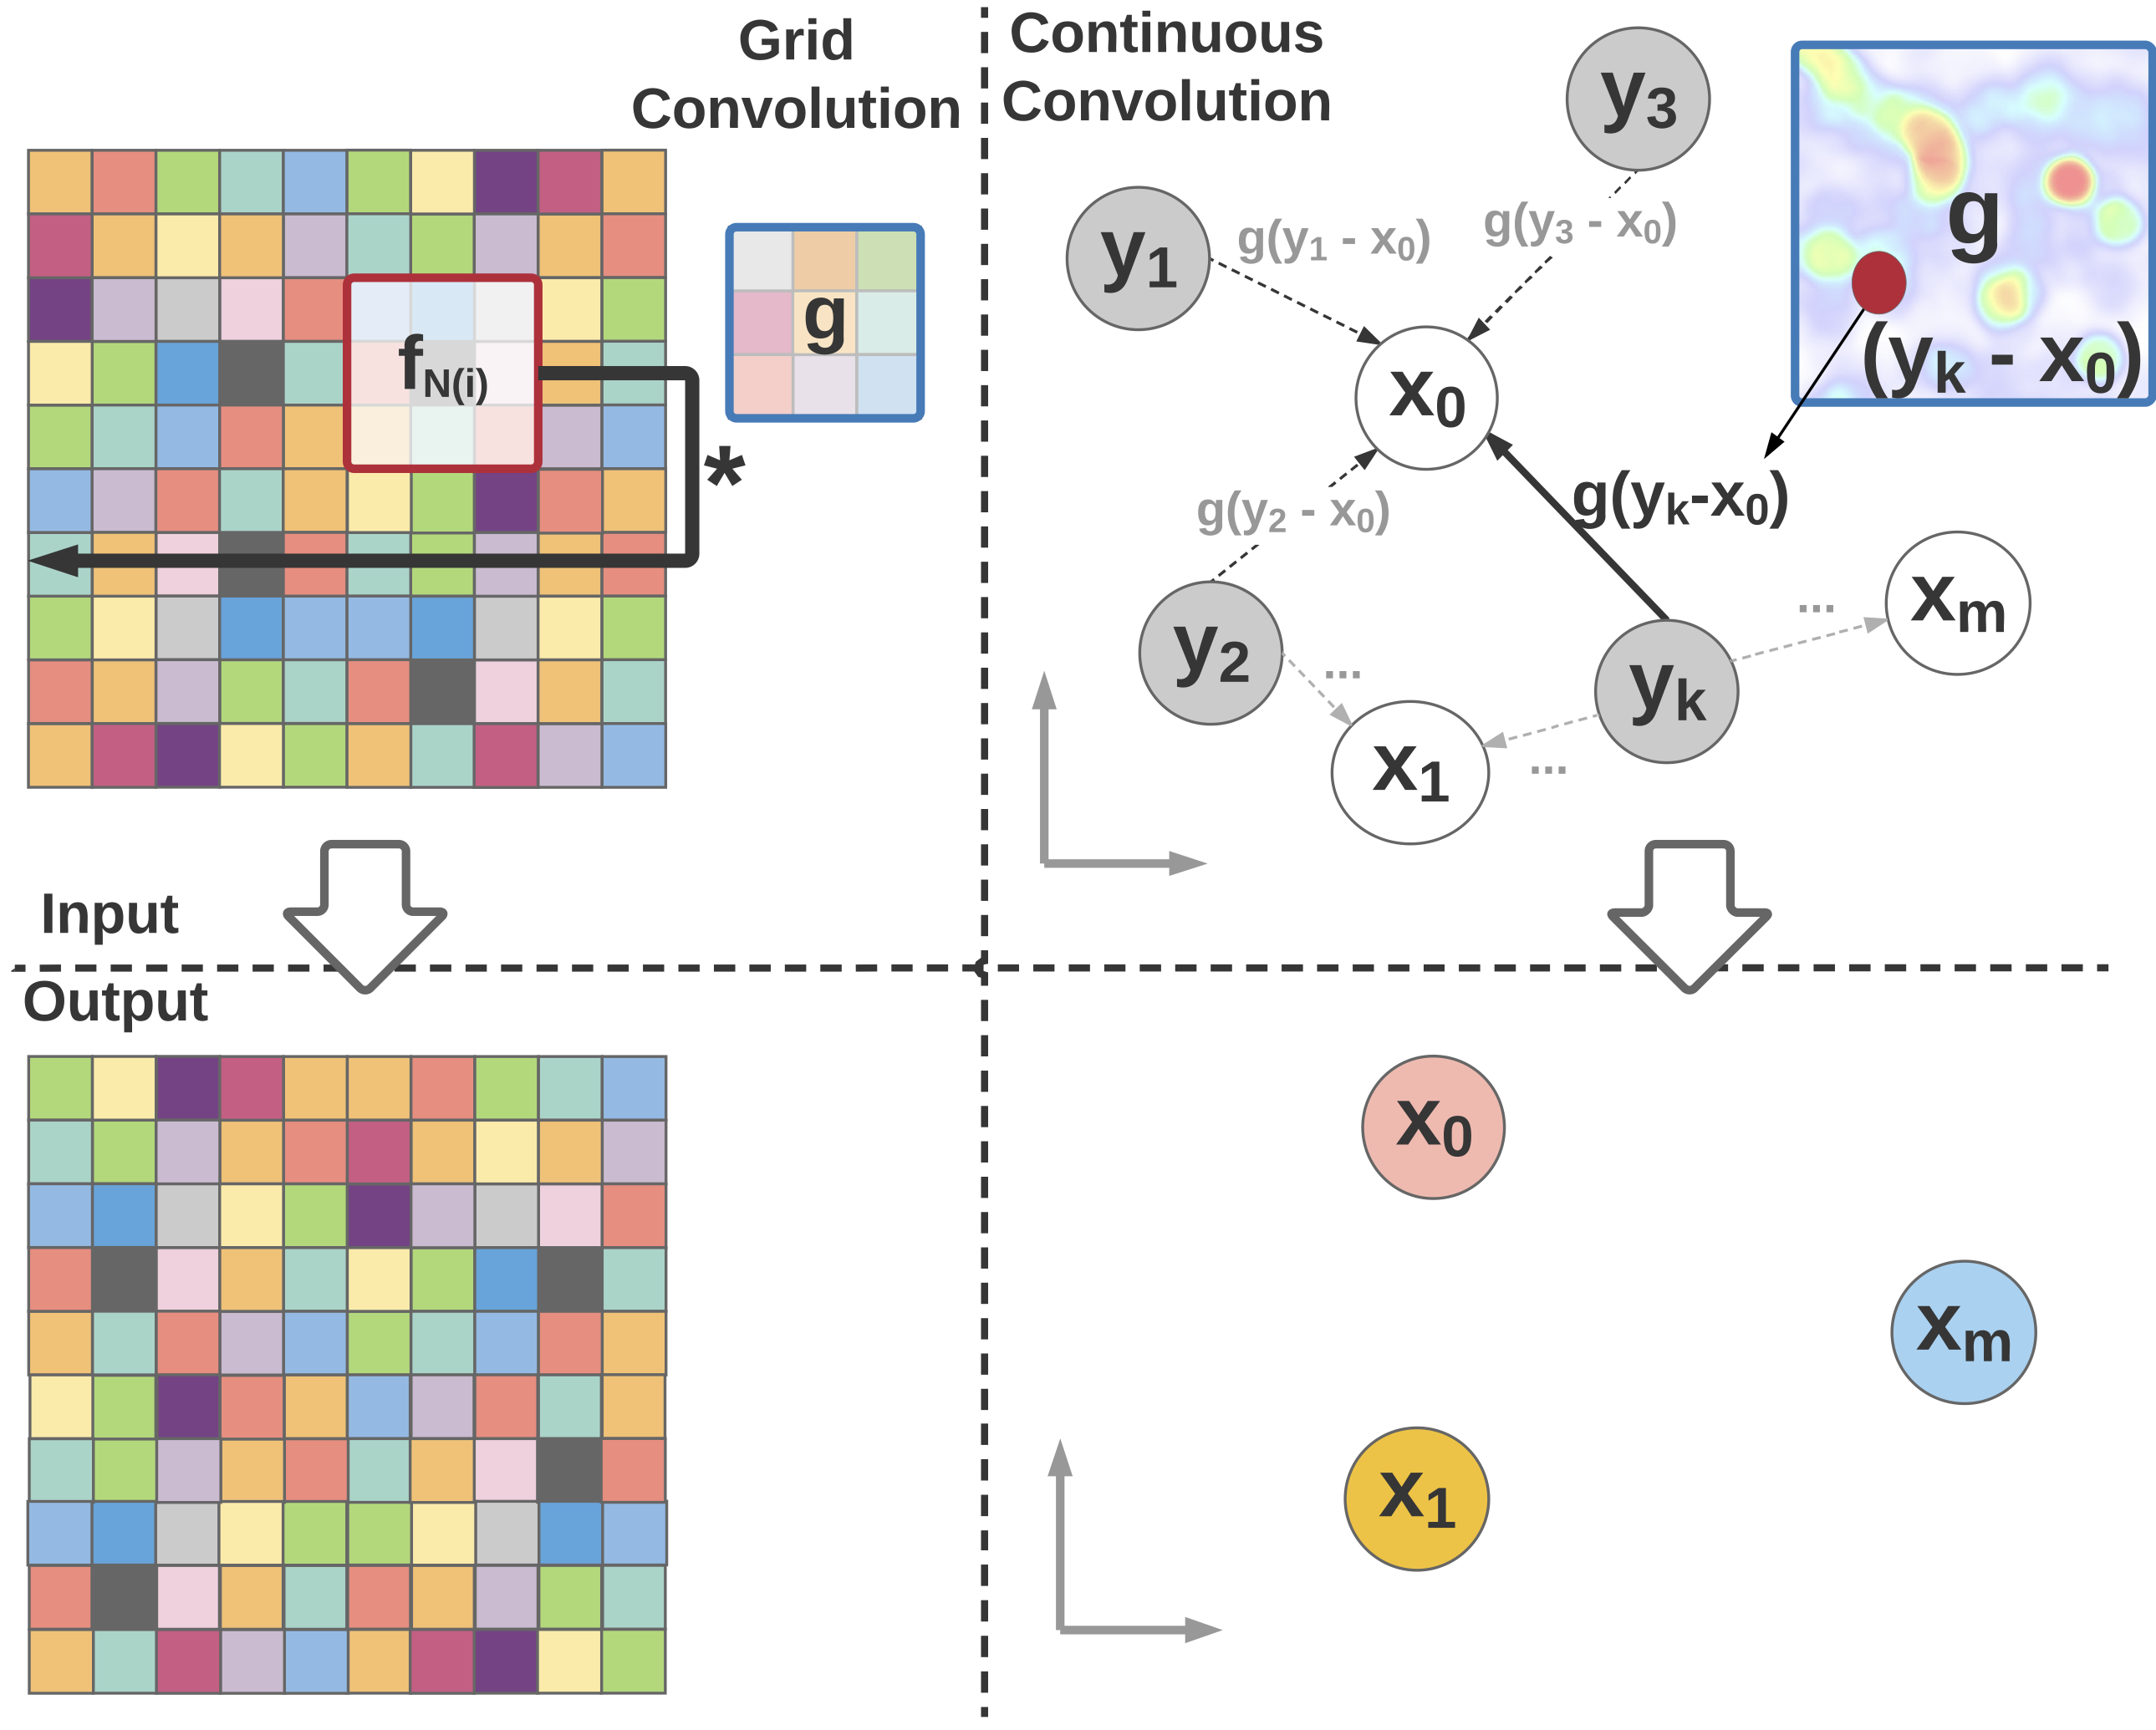 Grid
Convolution
f_N(i)
g
*
Input
Output
Continuous
Convolution
y_3
y_1
g(y_1 - x_0)
g(y_3 - x_0)
g
(y_k - x_0)
x_0
g(y_2 - x_0)
g(y_k-x_0)
x_m
...
y_2
...
y_k
x_1
...
x_0
x_m
x_1